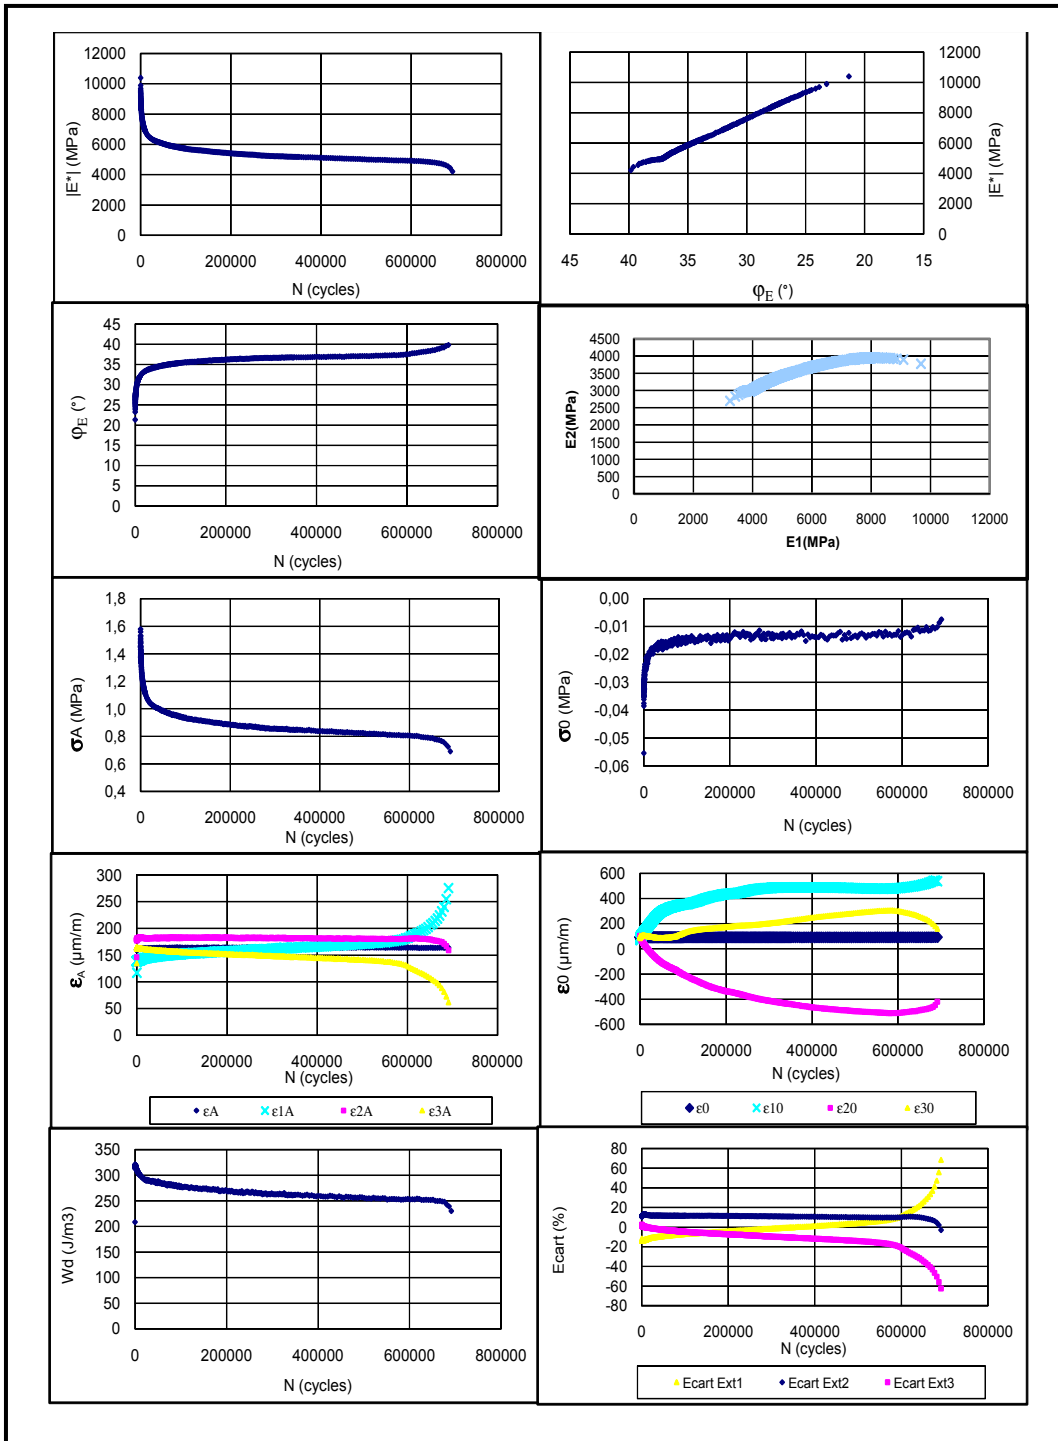 12000
10000
8000
6000
4000
2000
0
|E*| (MPa)
0 200000 400000 600000 800000
N (cycles)
12000
10000
8000
6000
4000
2000
0
|E*| (MPa)
45 40 35 30 25 20 15
φE (°)
45
40
35
30
25
20
15
10
5
0
φE (°)
0 200000 400000 600000 800000
N (cycles)
4500
4000
3500
3000
2500
2000
1500
1000
500
0
E2(MPa)
0 2000 4000 6000 8000 10000 12000
E1(MPa)
1,8
1,6
1,4
1,2
1,0
0,8
0,6
0,4
σA (MPa)
0 200000 400000 600000 800000
N (cycles)
0,00
-0,01
-0,02
-0,03
-0,04
-0,05
-0,06
σ0 (MPa)
0 200000 400000 600000 800000
N (cycles)
300
250
200
150
100
50
0
εA (µm/m)
0 200000 400000 600000 800000
N (cycles)
εA ε1A ε2A ε3A
600
400
200
0
-200
-400
-600
ε0 (µm/m)
0 200000 400000 600000 800000
N (cycles)
ε0 ε10 ε20 ε30
350
300
250
200
150
100
50
0
Wd (J/m3)
0 200000 400000 600000 800000
N (cycles)
80
60
40
20
0
-20
-40
-60
-80
Ecart (%)
0 200000 400000 600000 800000
N (cycles)
Ecart Ext1 Ecart Ext2 Ecart Ext3